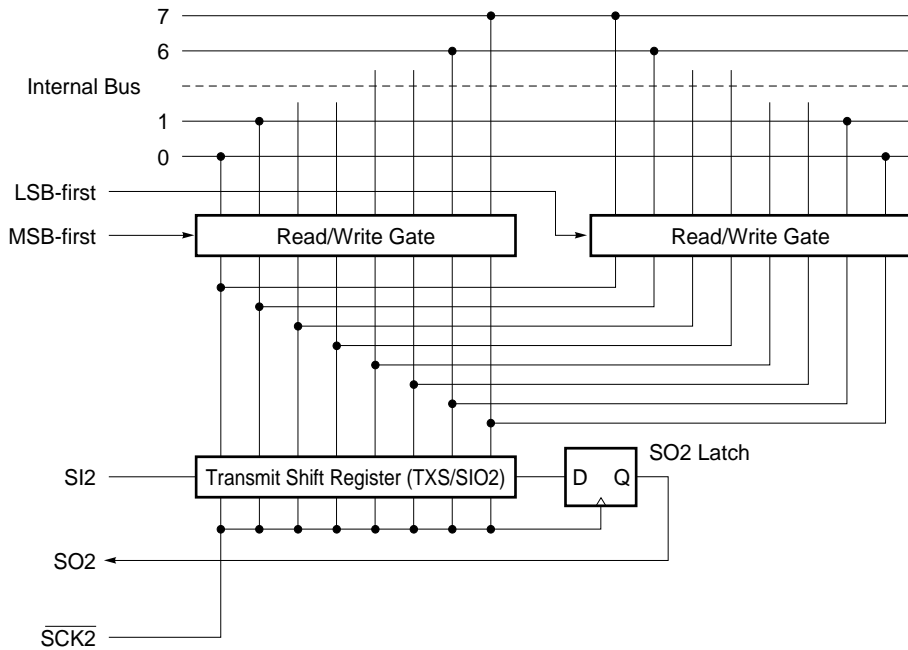 7
6
Internal Bus
1
0
LSB-first
MSB-first
Read/Write Gate
Read/Write Gate
SO2 Latch
SI2
Transmit Shift Register (TXS/SIO2)
D
Q
SO2
S̅C̅K̅2̅